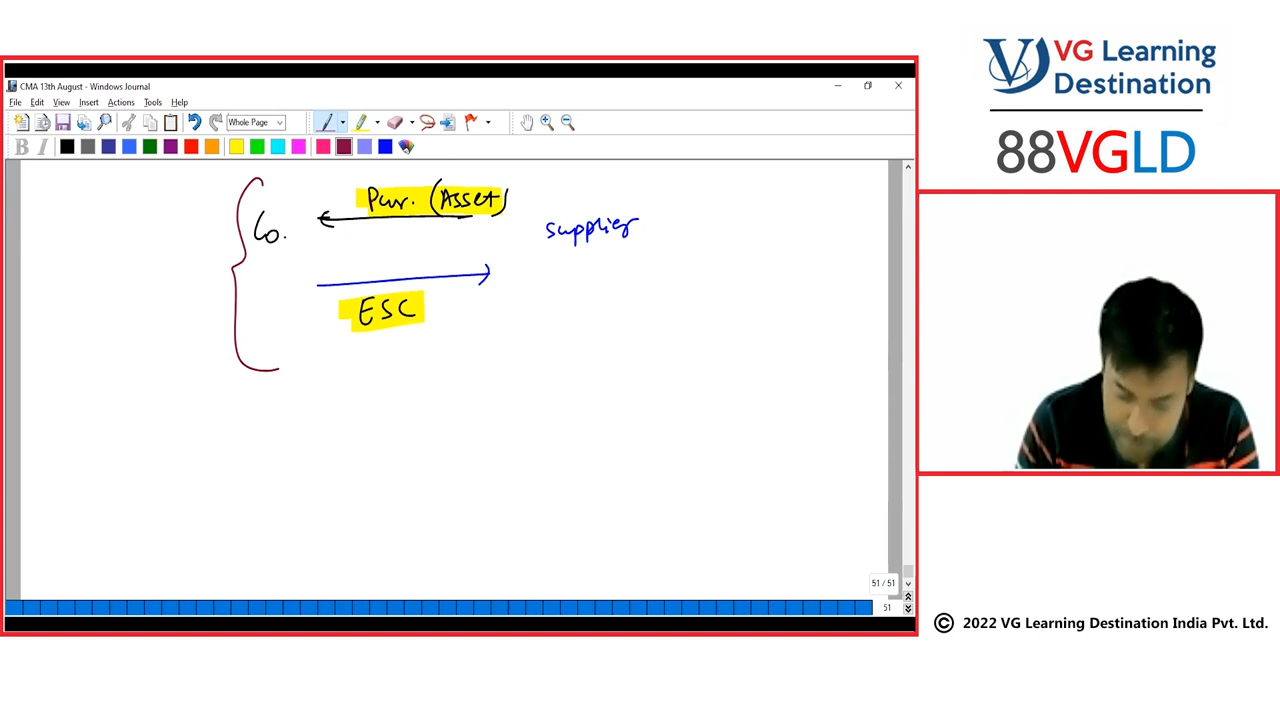 CMA 13th August - Windows Journal
File Edit View Insert Actions Tools Help
Whole Page
B I
Pur. (Asset)
Co.
supplier
ESC
51 / 51
51
VG Learning
Destination
88VGLD
© 2022 VG Learning Destination India Pvt. Ltd.